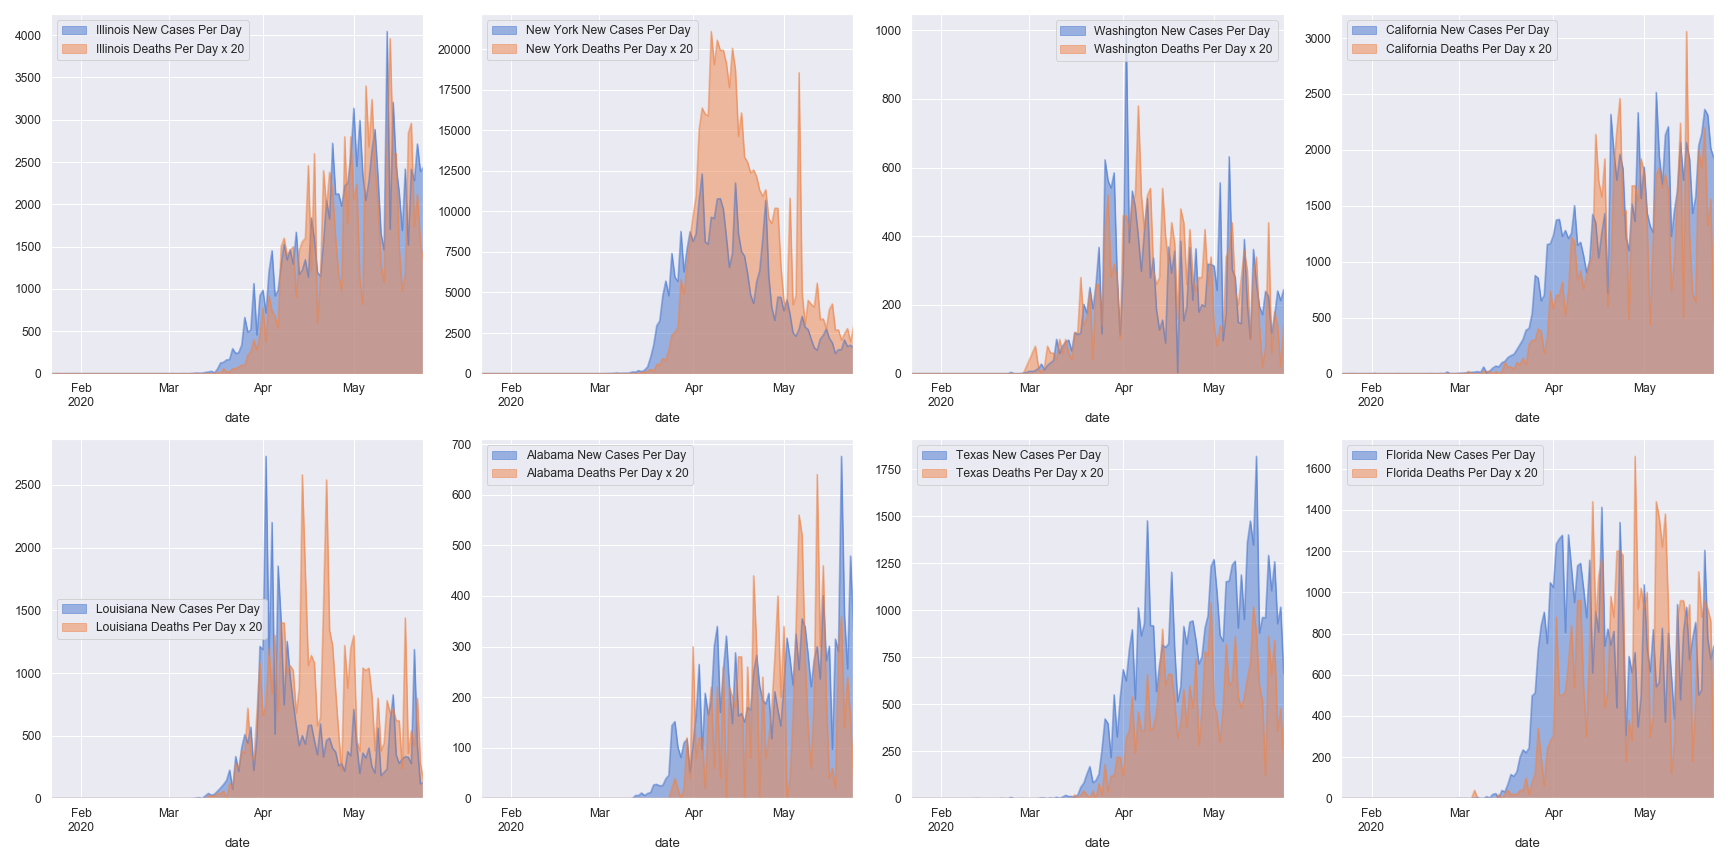 Illinois New Cases Per Day
Illinois Deaths Per Day x 20
4000
3500
3000
2500
2000
1500
1000
500
0
Feb
2020
Mar
Apr
May
date
New York New Cases Per Day
New York Deaths Per Day x 20
20000
17500
15000
12500
10000
7500
5000
2500
0
Feb
2020
Mar
Apr
May
date
Washington New Cases Per Day
Washington Deaths Per Day x 20
1000
800
600
400
200
0
Feb
2020
Mar
Apr
May
date
California New Cases Per Day
California Deaths Per Day x 20
3000
2500
2000
1500
1000
500
0
Feb
2020
Mar
Apr
May
date
Louisiana New Cases Per Day
Louisiana Deaths Per Day x 20
2500
2000
1500
1000
500
0
Feb
2020
Mar
Apr
May
date
Alabama New Cases Per Day
Alabama Deaths Per Day x 20
700
600
500
400
300
200
100
0
Feb
2020
Mar
Apr
May
date
Texas New Cases Per Day
Texas Deaths Per Day x 20
1750
1500
1250
1000
750
500
250
0
Feb
2020
Mar
Apr
May
date
Florida New Cases Per Day
Florida Deaths Per Day x 20
1600
1400
1200
1000
800
600
400
200
0
Feb
2020
Mar
Apr
May
date